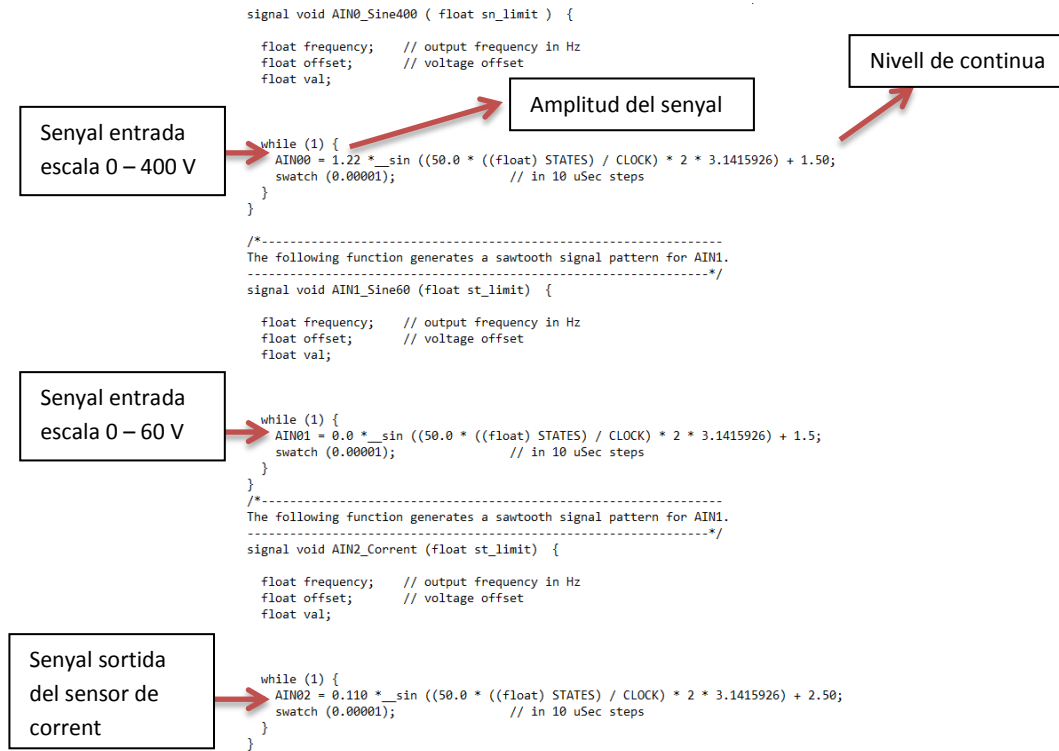 signal void AIN0_Sine400 ( float sn_limit )  {
float frequency;    // output frequency in Hz
float offset;       // voltage offset
float val;
Nivell de continua
Amplitud del senyal
Senyal entrada
escala 0 – 400 V
while (1) {
AIN00 = 1.22 *__sin ((50.0 * ((float) STATES) / CLOCK) * 2 * 3.1415926) + 1.50;
swatch (0.00001);                // in 10 uSec steps
}
}
/*-----------------------------------------------------------------
The following function generates a sawtooth signal pattern for AIN1.
-----------------------------------------------------------------*/
signal void AIN1_Sine60 (float st_limit)  {
float frequency;    // output frequency in Hz
float offset;       // voltage offset
float val;
Senyal entrada
escala 0 – 60 V
while (1) {
AIN01 = 0.0 *__sin ((50.0 * ((float) STATES) / CLOCK) * 2 * 3.1415926) + 1.5;
swatch (0.00001);                // in 10 uSec steps
}
}
/*-----------------------------------------------------------------
The following function generates a sawtooth signal pattern for AIN1.
-----------------------------------------------------------------*/
signal void AIN2_Corrent (float st_limit)  {
float frequency;    // output frequency in Hz
float offset;       // voltage offset
float val;
Senyal sortida
del sensor de
corrent
while (1) {
AIN02 = 0.110 *__sin ((50.0 * ((float) STATES) / CLOCK) * 2 * 3.1415926) + 2.50;
swatch (0.00001);                // in 10 uSec steps
}
}